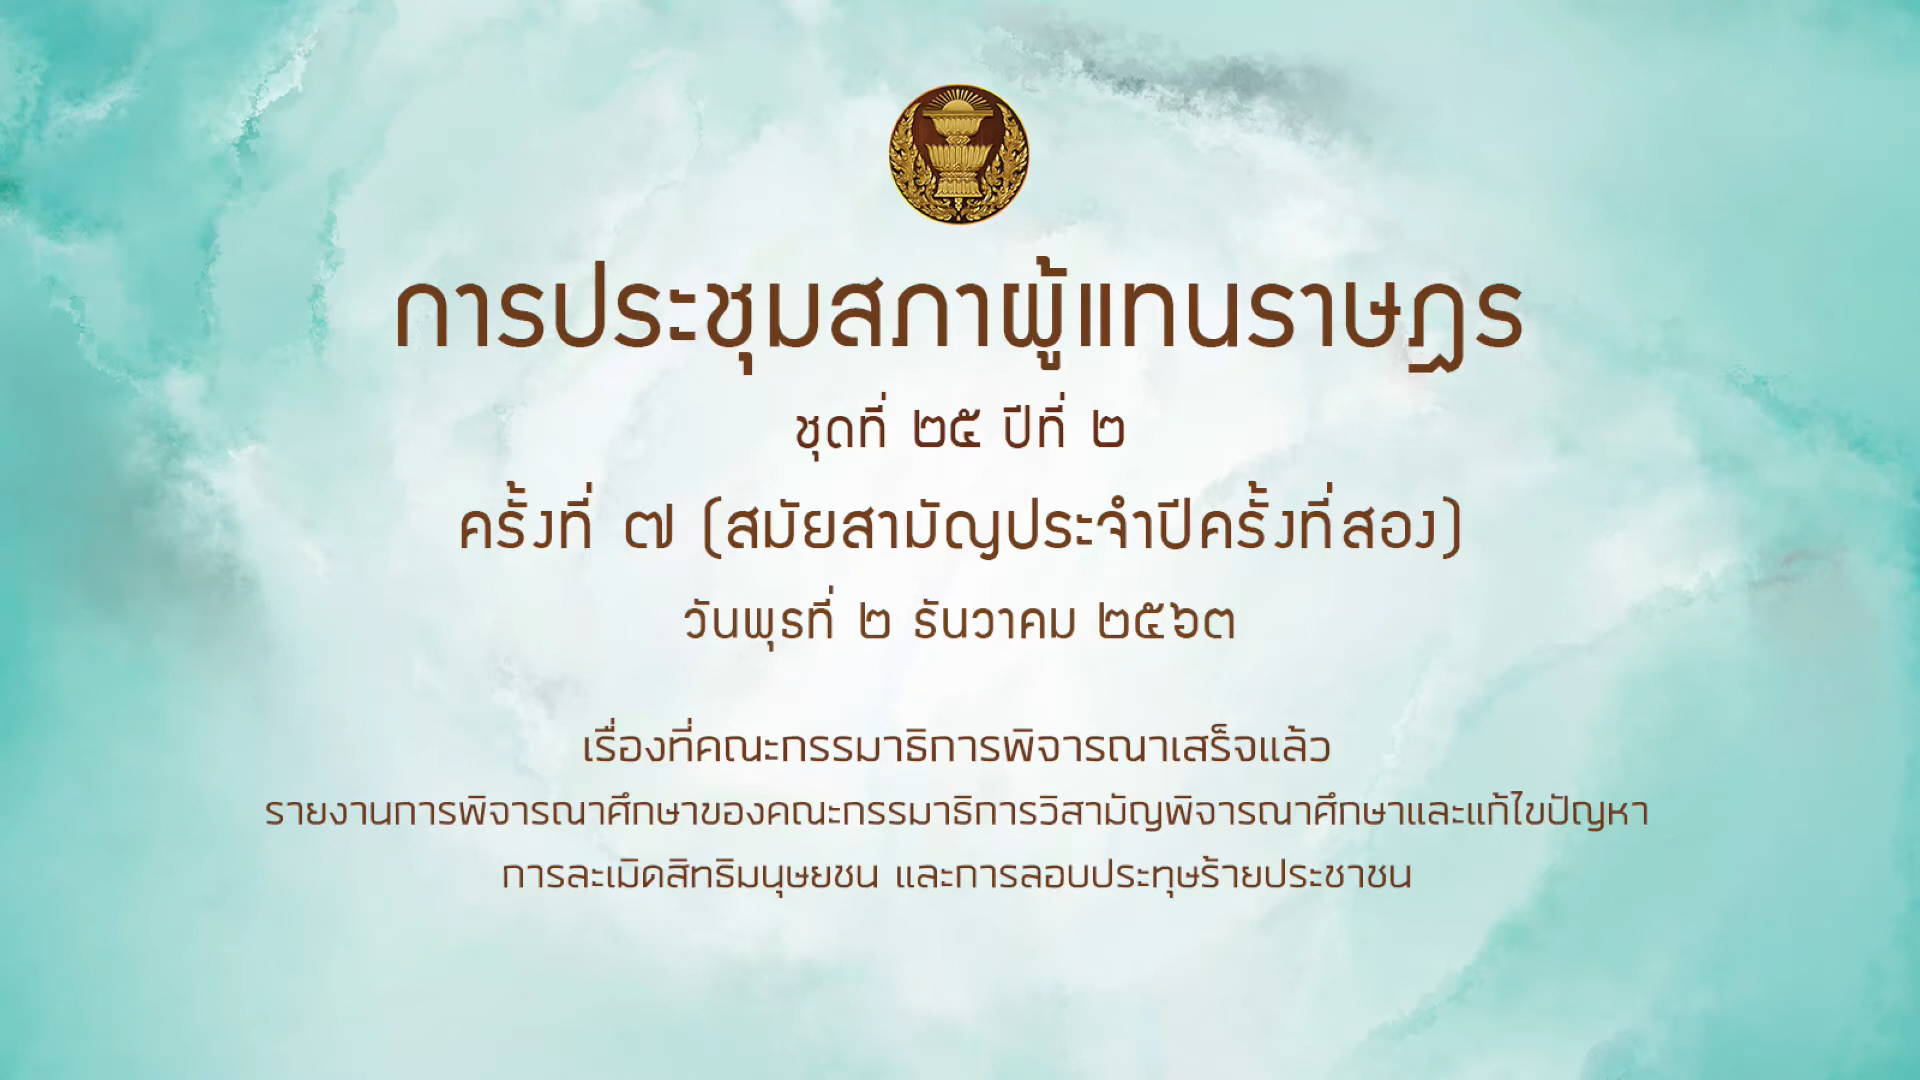 การประชุมสภาผู้แทนราษฎร
ชุดที่ ๒๕ ปีที่ ๒
ครั้งที่ ๗ (สมัยสามัญประจำปีครั้งที่สอง)
วันพุธที่ ๒ ธันวาคม ๒๕๖๓
เรื่องที่คณะกรรมาธิการพิจารณาเสร็จแล้ว
รายงานการพิจารณาศึกษาของคณะกรรมาธิการวิสามัญพิจารณาศึกษาและแก้ไขปัญหา
การละเมิดสิทธิมนุษยชน และการลอบประทุษร้ายประชาชน